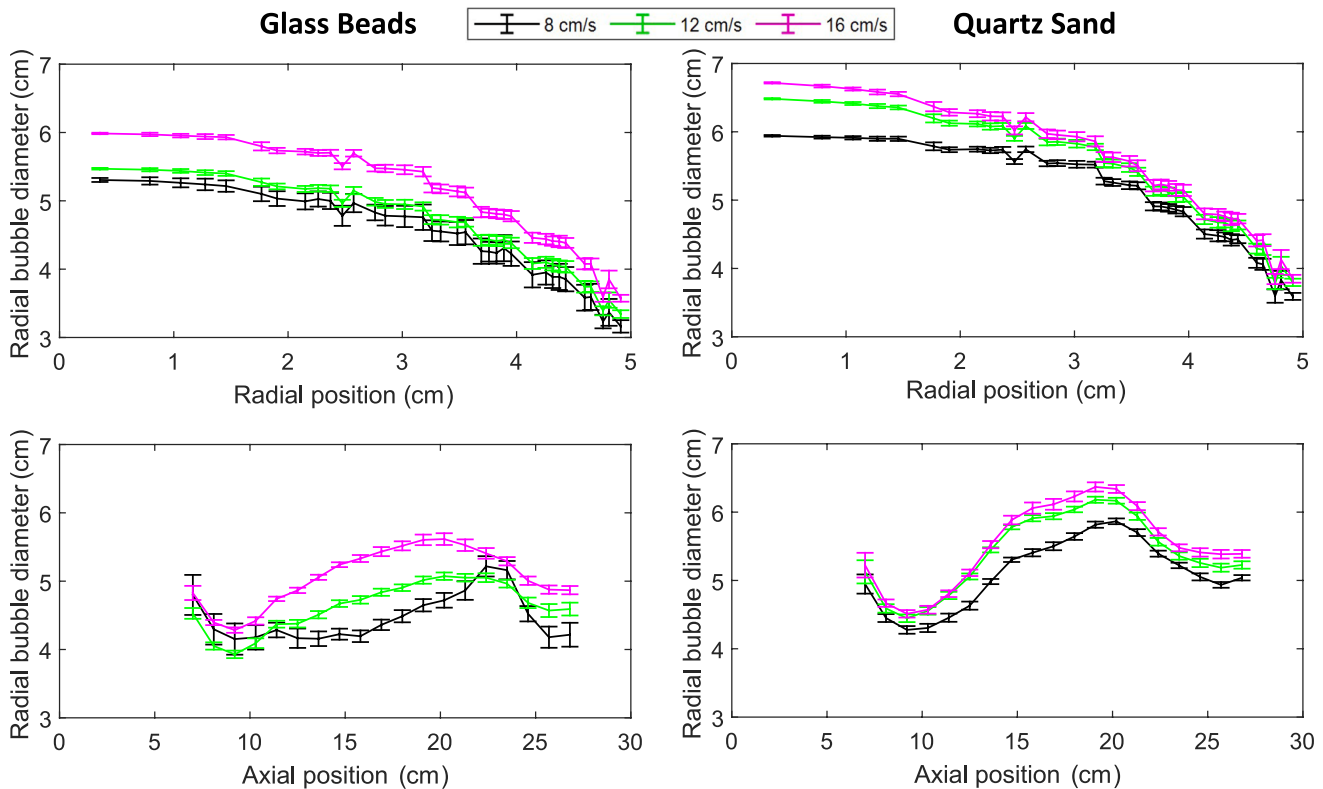 Glass Beads
8 cm/s 12 cm/s 16 cm/s
Quartz Sand
Radial bubble diameter (cm)
7
6
5
4
3
0 1 2 3 4 5
Radial position (cm)
Radial bubble diameter (cm)
7
6
5
4
3
0 1 2 3 4 5
Radial position (cm)
Radial bubble diameter (cm)
7
6
5
4
3
0 5 10 15 20 25 30
Axial position (cm)
Radial bubble diameter (cm)
7
6
5
4
3
0 5 10 15 20 25 30
Axial position (cm)